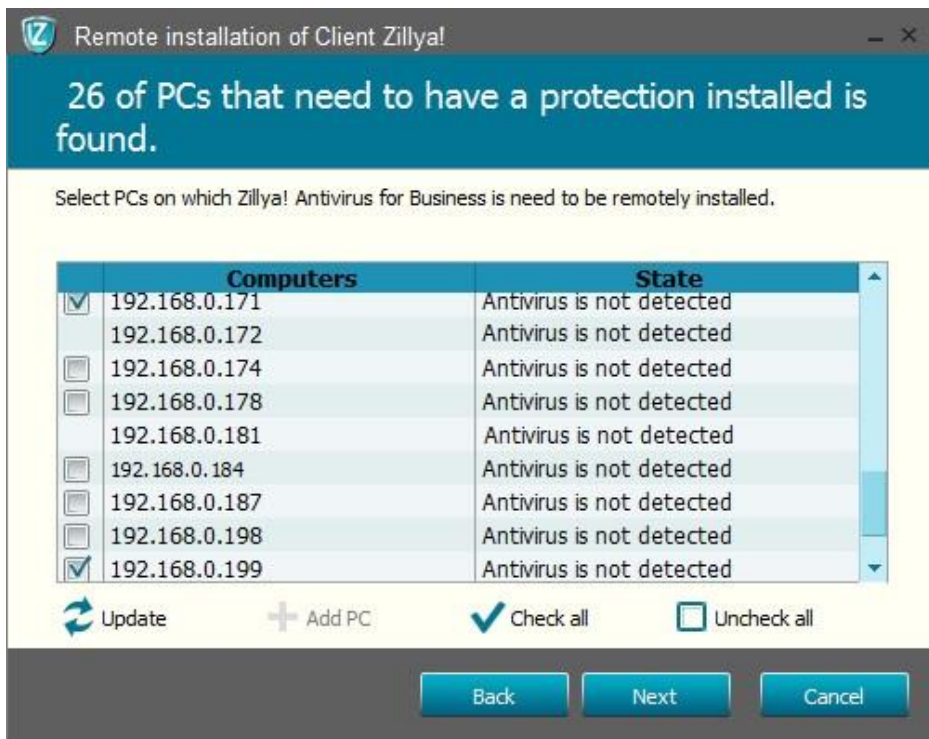 Remote installation of Client Zillya!
26 of PCs that need to have a protection installed is
found.
Select PCs on which Zillya! Antivirus for Business is need to be remotely installed.
Computers State
192.168.0.171 Antivirus is not detected
192.168.0.172 Antivirus is not detected
192.168.0.174 Antivirus is not detected
192.168.0.178 Antivirus is not detected
192.168.0.181 Antivirus is not detected
192.168.0.184 Antivirus is not detected
192.168.0.187 Antivirus is not detected
192.168.0.198 Antivirus is not detected
192.168.0.199 Antivirus is not detected
Update Add PC Check all Uncheck all
Back Next Cancel